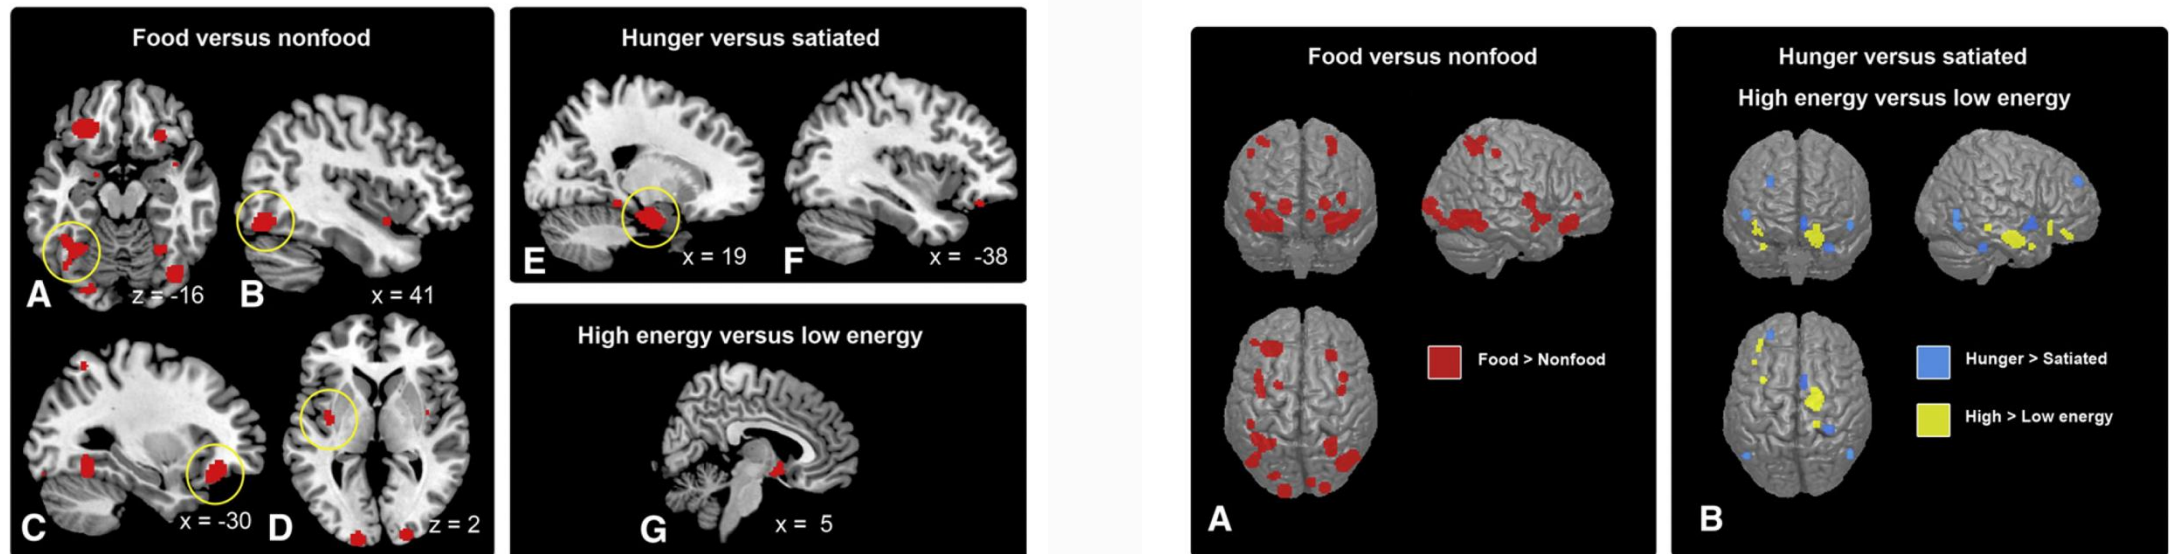 Food versus nonfood
A
z = -16
B
x = 41
C
x = -30
D
z = 2
Hunger versus satiated
E
x = 19
F
x = -38
High energy versus low energy
G
x = 5
Food versus nonfood
Food > Nonfood
A
Hunger versus satiated
High energy versus low energy
Hunger > Satiated
High > Low energy
B